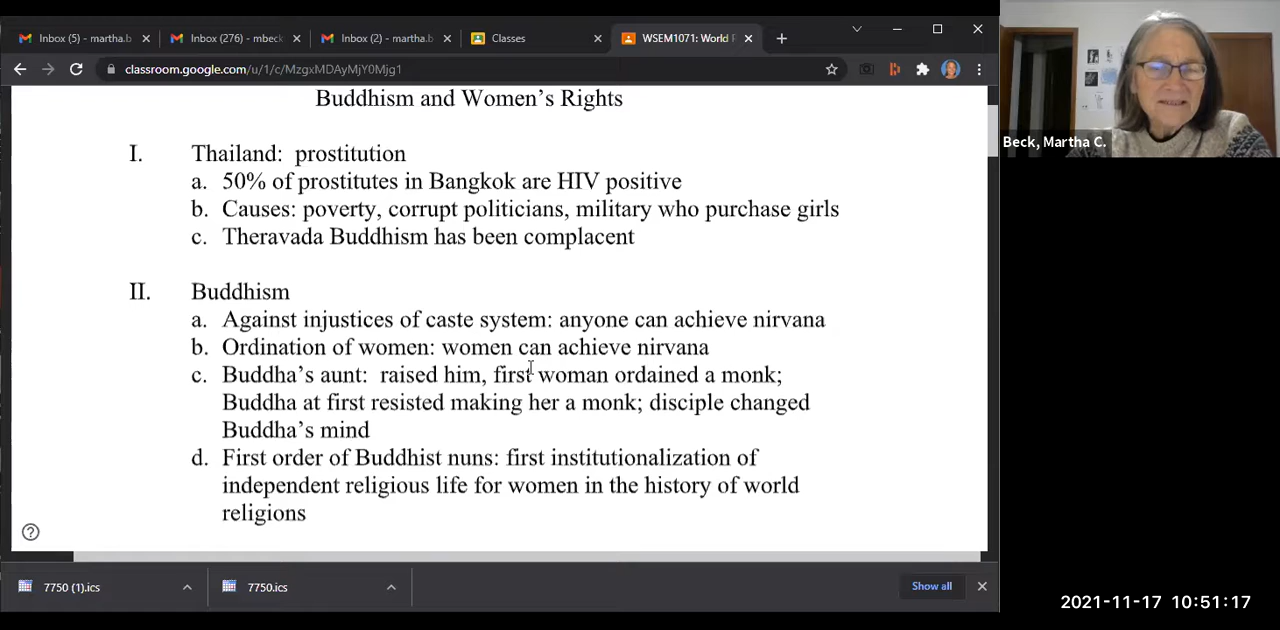 Inbox (5) - martha.b
Inbox (276) - mbeck
Inbox (2) - martha.b
Classes
WSEM1071: World R
classroom.google.com/u/1/c/MzgxMDAyMjY0Mjg1
Buddhism and Women's Rights
I. Thailand: prostitution
a. 50% of prostitutes in Bangkok are HIV positive
b. Causes: poverty, corrupt politicians, military who purchase girls
c. Theravada Buddhism has been complacent
II. Buddhism
a. Against injustices of caste system: anyone can achieve nirvana
b. Ordination of women: women can achieve nirvana
c. Buddha's aunt: raised him, first woman ordained a monk;
Buddha at first resisted making her a monk; disciple changed
Buddha's mind
d. First order of Buddhist nuns: first institutionalization of
independent religious life for women in the history of world
religions
7750 (1).ics
7750.ics
Show all
Beck, Martha C.
2021-11-17 10:51:17